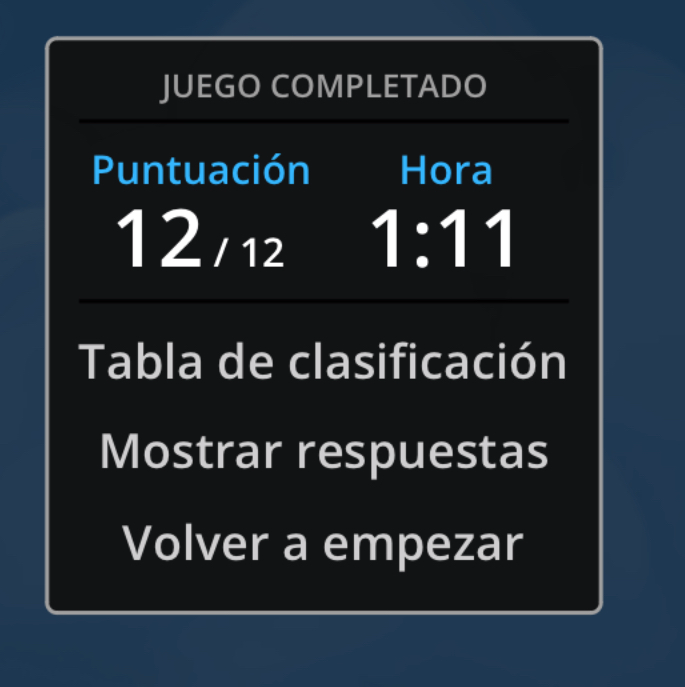 JUEGO COMPLETADO
Puntuación Hora
12 / 12 1:11
Tabla de clasificación
Mostrar respuestas
Volver a empezar